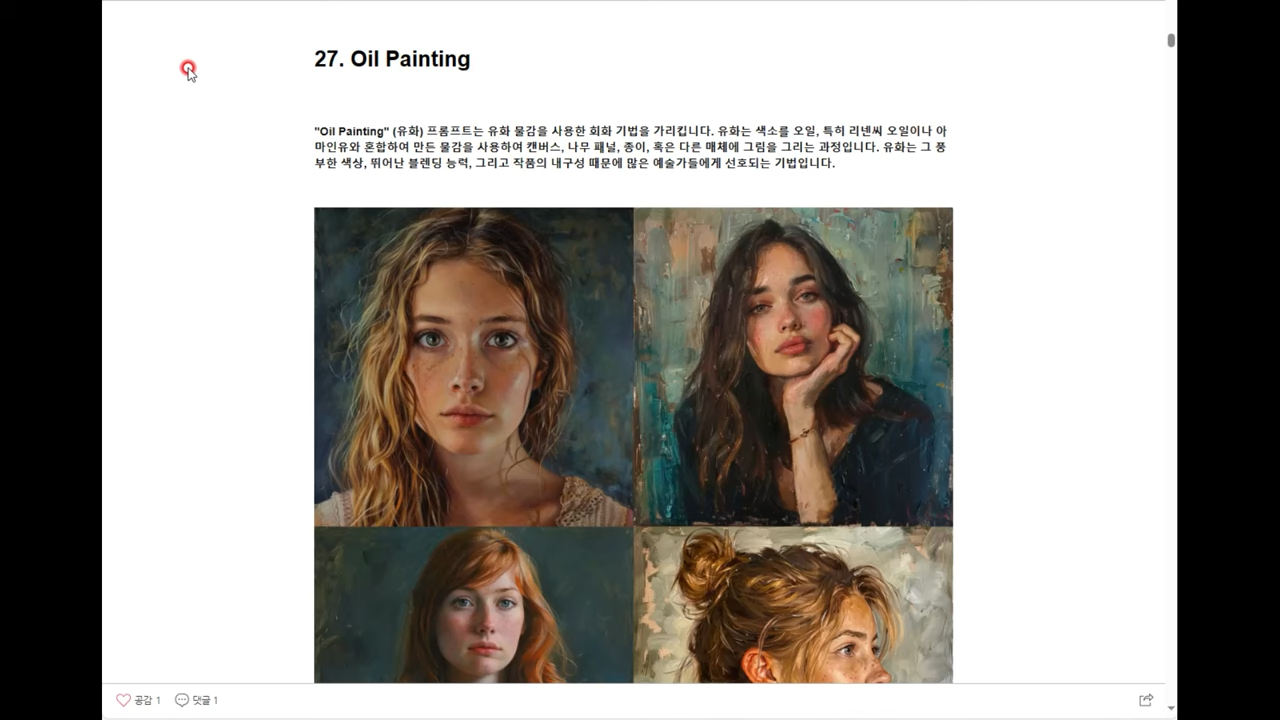 27. Oil Painting
"Oil Painting" (유화) 프롬프트는 유화 물감을 사용한 회화 기법을 가리킵니다. 유화는 색소를 오일, 특히 리넨씨 오일이나 아
마인유와 혼합하여 만든 물감을 사용하여 캔버스, 나무 패널, 종이, 혹은 다른 매체에 그림을 그리는 과정입니다. 유화는 그 풍
부한 색상, 뛰어난 블렌딩 능력, 그리고 작품의 내구성 때문에 많은 예술가들에게 선호되는 기법입니다.
공감 1 댓글 1